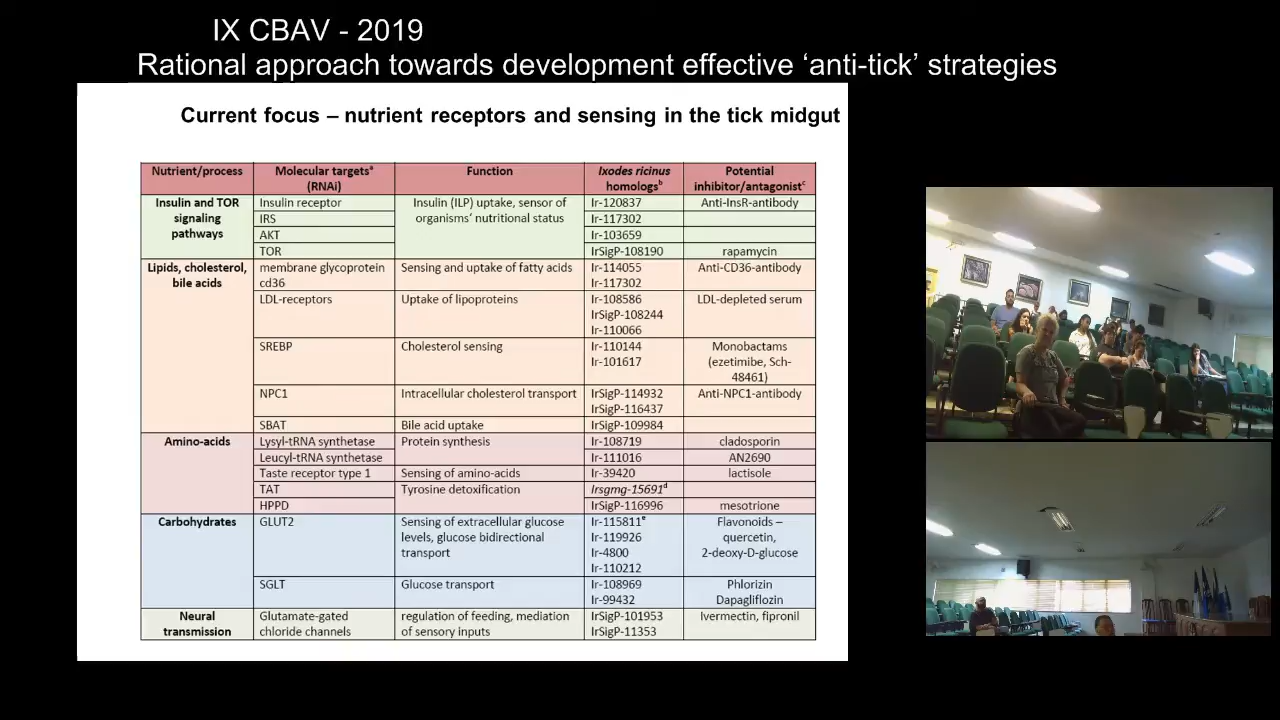 IX CBAV - 2019
Rational approach towards development effective ‘anti-tick’ strategies
Current focus – nutrient receptors and sensing in the tick midgut
Nutrient/process Molecular targetsᵃ (RNAi) Function Ixodes ricinus homologsᵇ Potential inhibitor/antagonistᶜ
Insulin and TOR signaling pathways
Insulin receptor Insulin (ILP) uptake, sensor of organisms‘ nutritional status Ir-120837 Anti-InsR-antibody
IRS Ir-117302
AKT Ir-103659
TOR IrSigP-108190 rapamycin
Lipids, cholesterol, bile acids
membrane glycoprotein cd36 Sensing and uptake of fatty acids Ir-114055 Anti-CD36-antibody
Ir-117302
LDL-receptors Uptake of lipoproteins Ir-108586 LDL-depleted serum
IrSigP-108244
Ir-110066
SREBP Cholesterol sensing Ir-110144 Monobactams
Ir-101617 (ezetimibe, Sch-
48461)
NPC1 Intracellular cholesterol transport IrSigP-114932 Anti-NPC1-antibody
IrSigP-116437
SBAT Bile acid uptake IrSigP-109984
Amino-acids
Lysyl-tRNA synthetase Protein synthesis Ir-108719 cladosporin
Leucyl-tRNA synthetase Ir-111016 AN2690
Taste receptor type 1 Sensing of amino-acids Ir-39420 lactisole
TAT Tyrosine detoxification Irsgmg-15691ᵈ
HPPD IrSigP-116996 mesotrione
Carbohydrates
GLUT2 Sensing of extracellular glucose Ir-115811ᵉ Flavonoids –
levels, glucose bidirectional Ir-119926 quercetin,
transport Ir-4800 2-deoxy-D-glucose
Ir-110212
SGLT Glucose transport Ir-108969 Phlorizin
Ir-99432 Dapagliflozin
Neural Glutamate-gated regulation of feeding, mediation IrSigP-101953 Ivermectin, fipronil
transmission chloride channels of sensory inputs IrSigP-11353